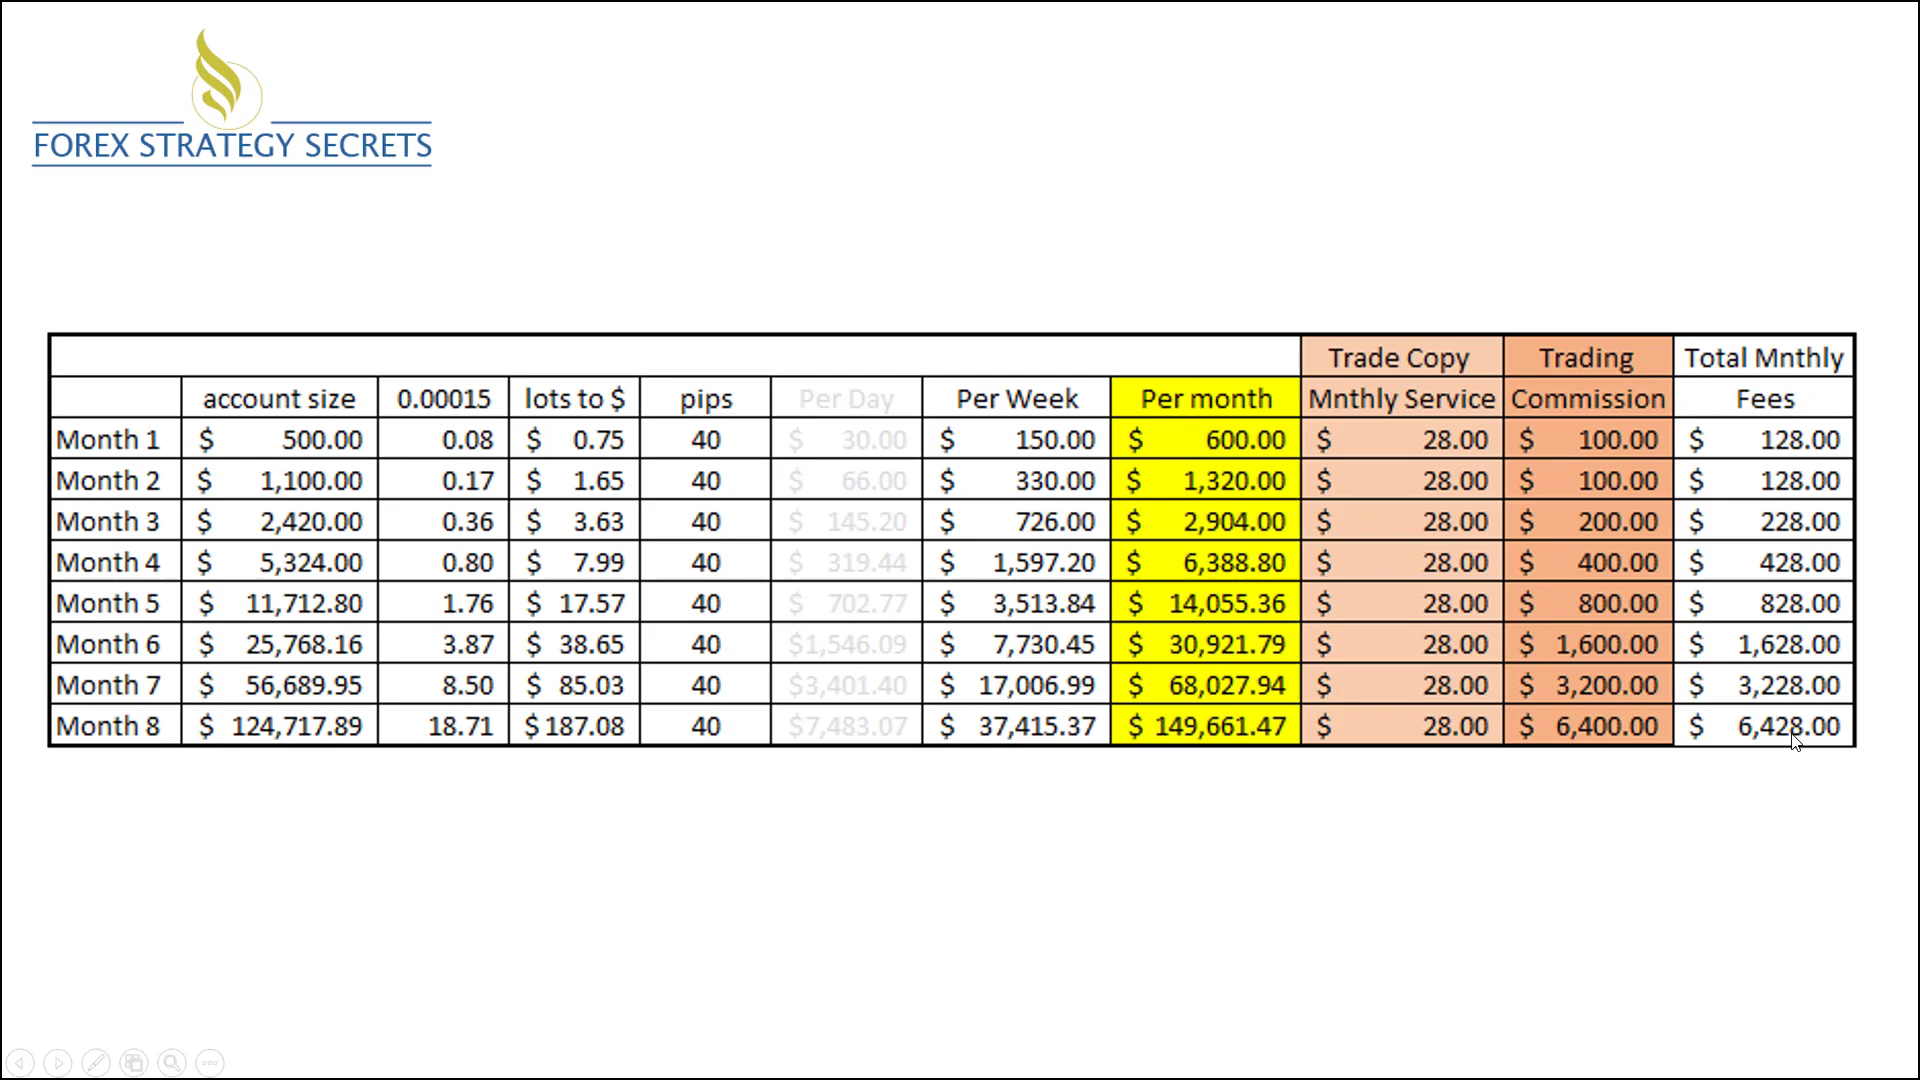 FOREX STRATEGY SECRETS
Trade Copy Trading Total Mnthly
account size 0.00015 lots to $ pips Per Day Per Week Per month Mnthly Service Commission Fees
Month 1 $ 500.00 0.08 $ 0.75 40 $ 30.00 $ 150.00 $ 600.00 $ 28.00 $ 100.00 $ 128.00
Month 2 $ 1,100.00 0.17 $ 1.65 40 $ 66.00 $ 330.00 $ 1,320.00 $ 28.00 $ 100.00 $ 128.00
Month 3 $ 2,420.00 0.36 $ 3.63 40 $ 145.20 $ 726.00 $ 2,904.00 $ 28.00 $ 200.00 $ 228.00
Month 4 $ 5,324.00 0.80 $ 7.99 40 $ 319.44 $ 1,597.20 $ 6,388.80 $ 28.00 $ 400.00 $ 428.00
Month 5 $ 11,712.80 1.76 $ 17.57 40 $ 702.77 $ 3,513.84 $ 14,055.36 $ 28.00 $ 800.00 $ 828.00
Month 6 $ 25,768.16 3.87 $ 38.65 40 $1,546.09 $ 7,730.45 $ 30,921.79 $ 28.00 $ 1,600.00 $ 1,628.00
Month 7 $ 56,689.95 8.50 $ 85.03 40 $3,401.40 $ 17,006.99 $ 68,027.94 $ 28.00 $ 3,200.00 $ 3,228.00
Month 8 $ 124,717.89 18.71 $187.08 40 $7,483.07 $ 37,415.37 $ 149,661.47 $ 28.00 $ 6,400.00 $ 6,428.00